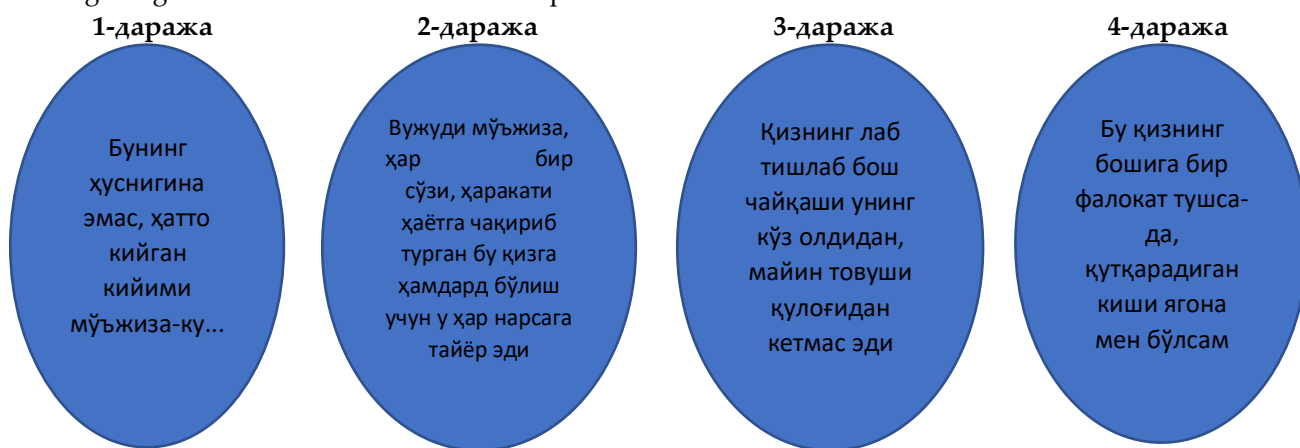 1-даража
2-даража
3-даража
4-даража
Бунинг
ҳуснигина
эмас, ҳатто
кийган
кийими
мўъжиза-ку...
Вужуди мўъжиза,
ҳар бир
сўзи, ҳаракати
ҳаётга чақириб
турган бу қизга
ҳамдард бўлиш
учун у ҳар нарсага
тайёр эди
Қизнинг лаб
тишлаб бош
чайқаши унинг
кўз олдидан,
майин товуши
қулоғидан
кетмас эди
Бу қизнинг
бошига бир
фалокат тушса-
да,
қутқарадиган
киши ягона
мен бўлсам